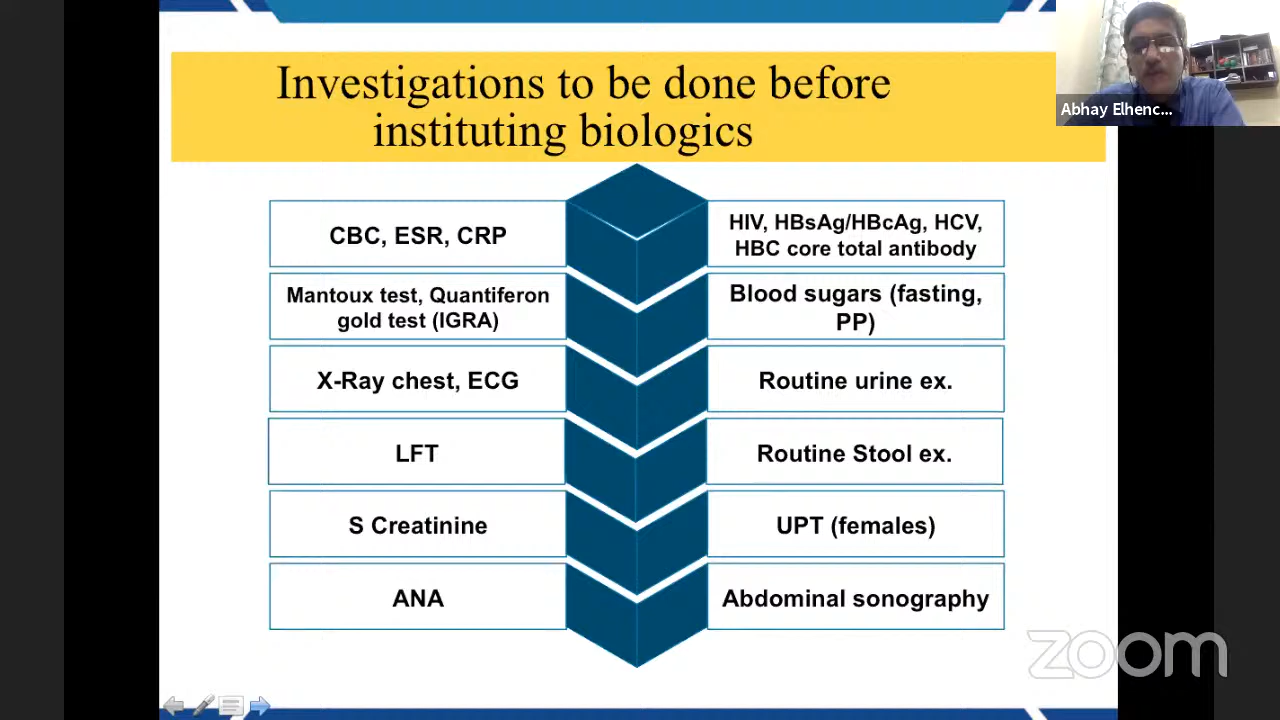 Investigations to be done before
instituting biologics
Abhay Elhenc...
CBC, ESR, CRP
HIV, HBsAg/HBcAg, HCV,
HBC core total antibody
Mantoux test, Quantiferon
gold test (IGRA)
Blood sugars (fasting,
PP)
X-Ray chest, ECG
Routine urine ex.
LFT
Routine Stool ex.
S Creatinine
UPT (females)
ANA
Abdominal sonography
zoom